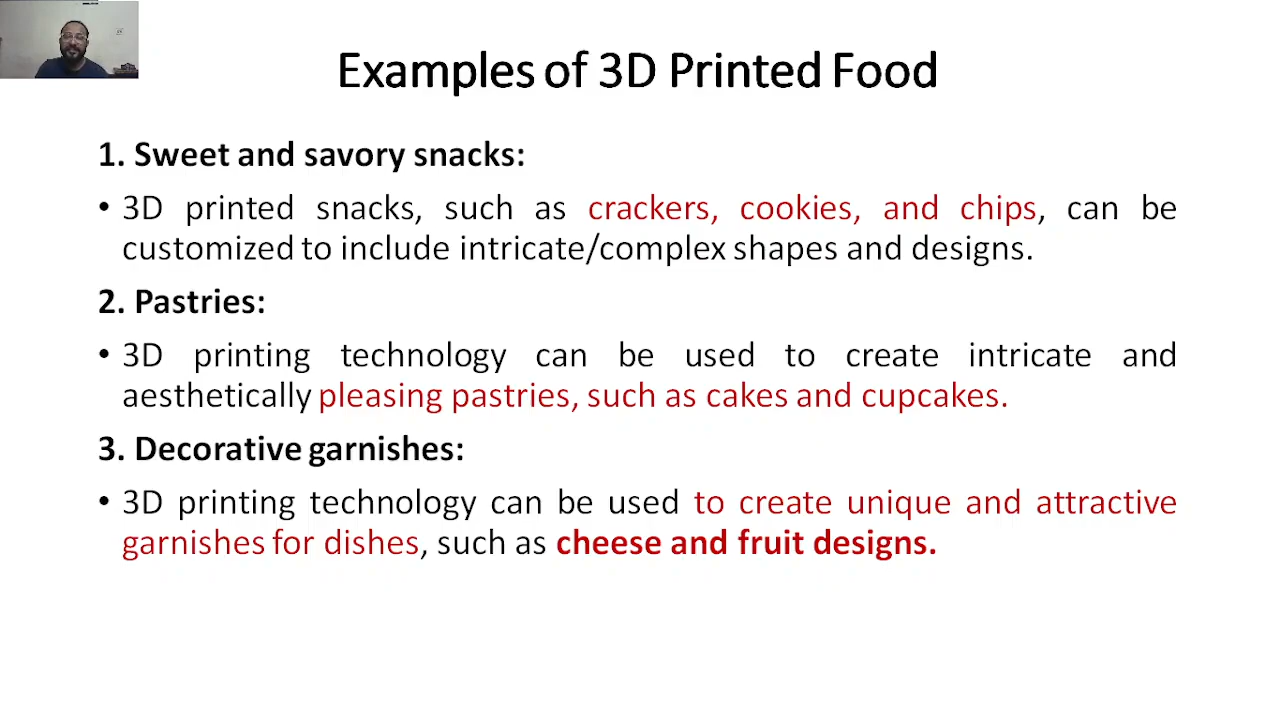 Examples of 3D Printed Food
1. Sweet and savory snacks:
• 3D printed snacks, such as crackers, cookies, and chips, can be
customized to include intricate/complex shapes and designs.
2. Pastries:
• 3D printing technology can be used to create intricate and
aesthetically pleasing pastries, such as cakes and cupcakes.
3. Decorative garnishes:
• 3D printing technology can be used to create unique and attractive
garnishes for dishes, such as cheese and fruit designs.